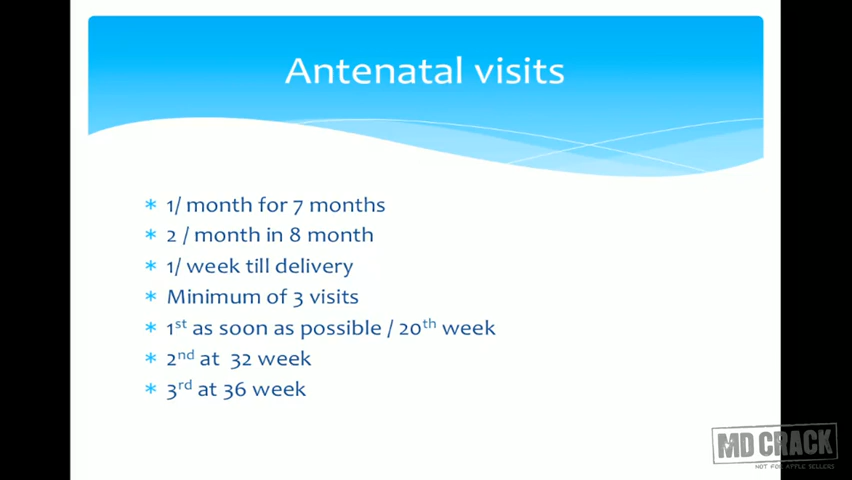 Antenatal visits
* 1/ month for 7 months
* 2 / month in 8 month
* 1/ week till delivery
* Minimum of 3 visits
* 1st as soon as possible / 20th week
* 2nd at 32 week
* 3rd at 36 week
MD CRACK
NOT FOR APPLE SELLERS